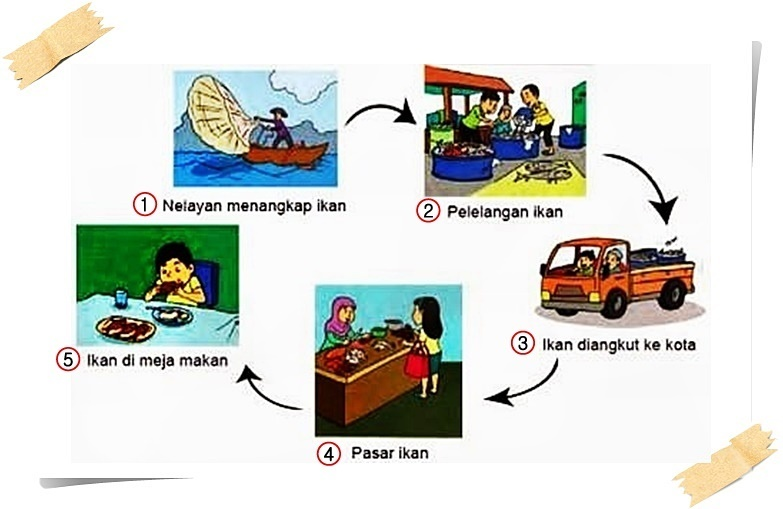 ① Nelayan menangkap ikan
② Pelelangan ikan
③ Ikan diangkut ke kota
④ Pasar ikan
⑤ Ikan di meja makan